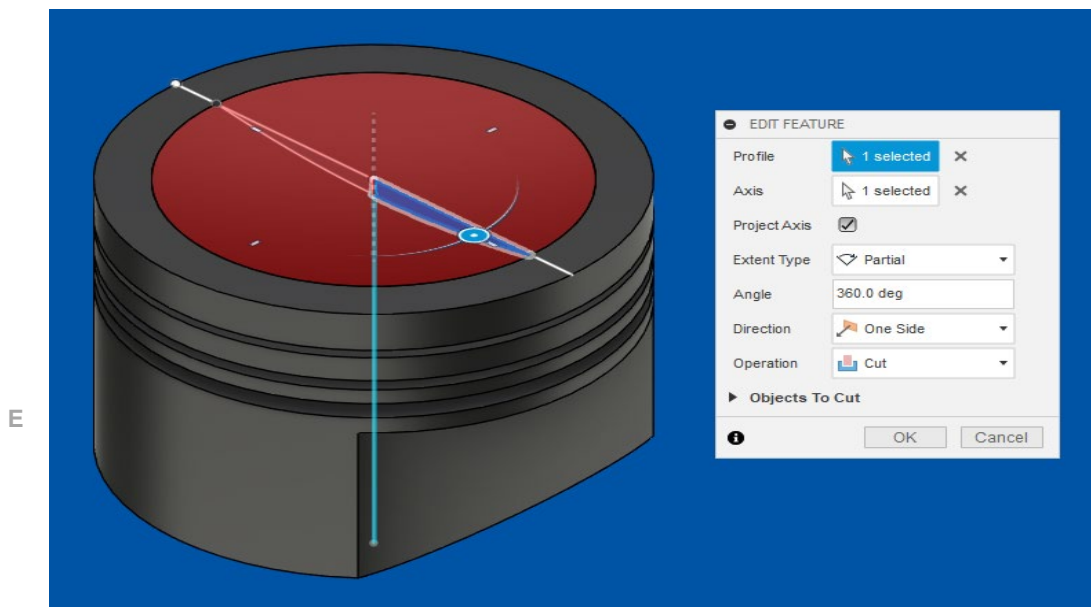 EDIT FEATURE
Profile 1 selected
Axis 1 selected
Project Axis
Extent Type Partial
Angle 360.0 deg
Direction One Side
Operation Cut
Objects To Cut
OK Cancel
E